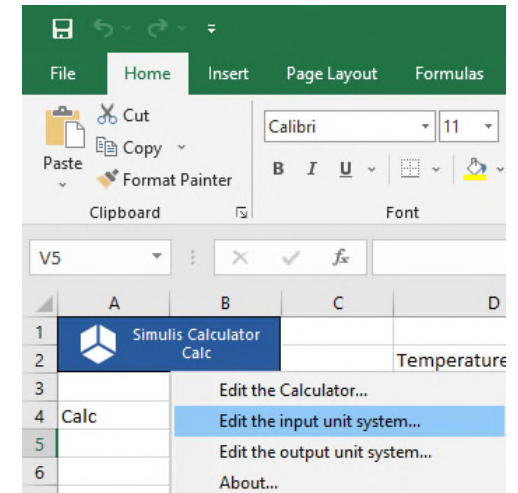 File Home Insert Page Layout Formulas
Cut
Calibri 11
Copy
Paste
B I U
Format Painter
Clipboard Font
V5 fx
A B C D
1 Simulis Calculator
2 Calc Temperature
3 Edit the Calculator...
4 Calc Edit the input unit system...
5 Edit the output unit system...
6 About...